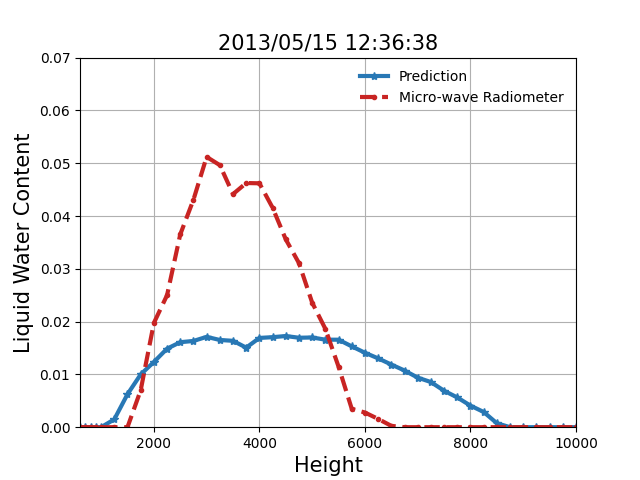 2013/05/15 12:36:38
0.07
0.06
0.05
0.04
0.03
0.02
0.01
0.00
Liquid Water Content
Prediction
Micro-wave Radiometer
2000 4000 6000 8000 10000
Height